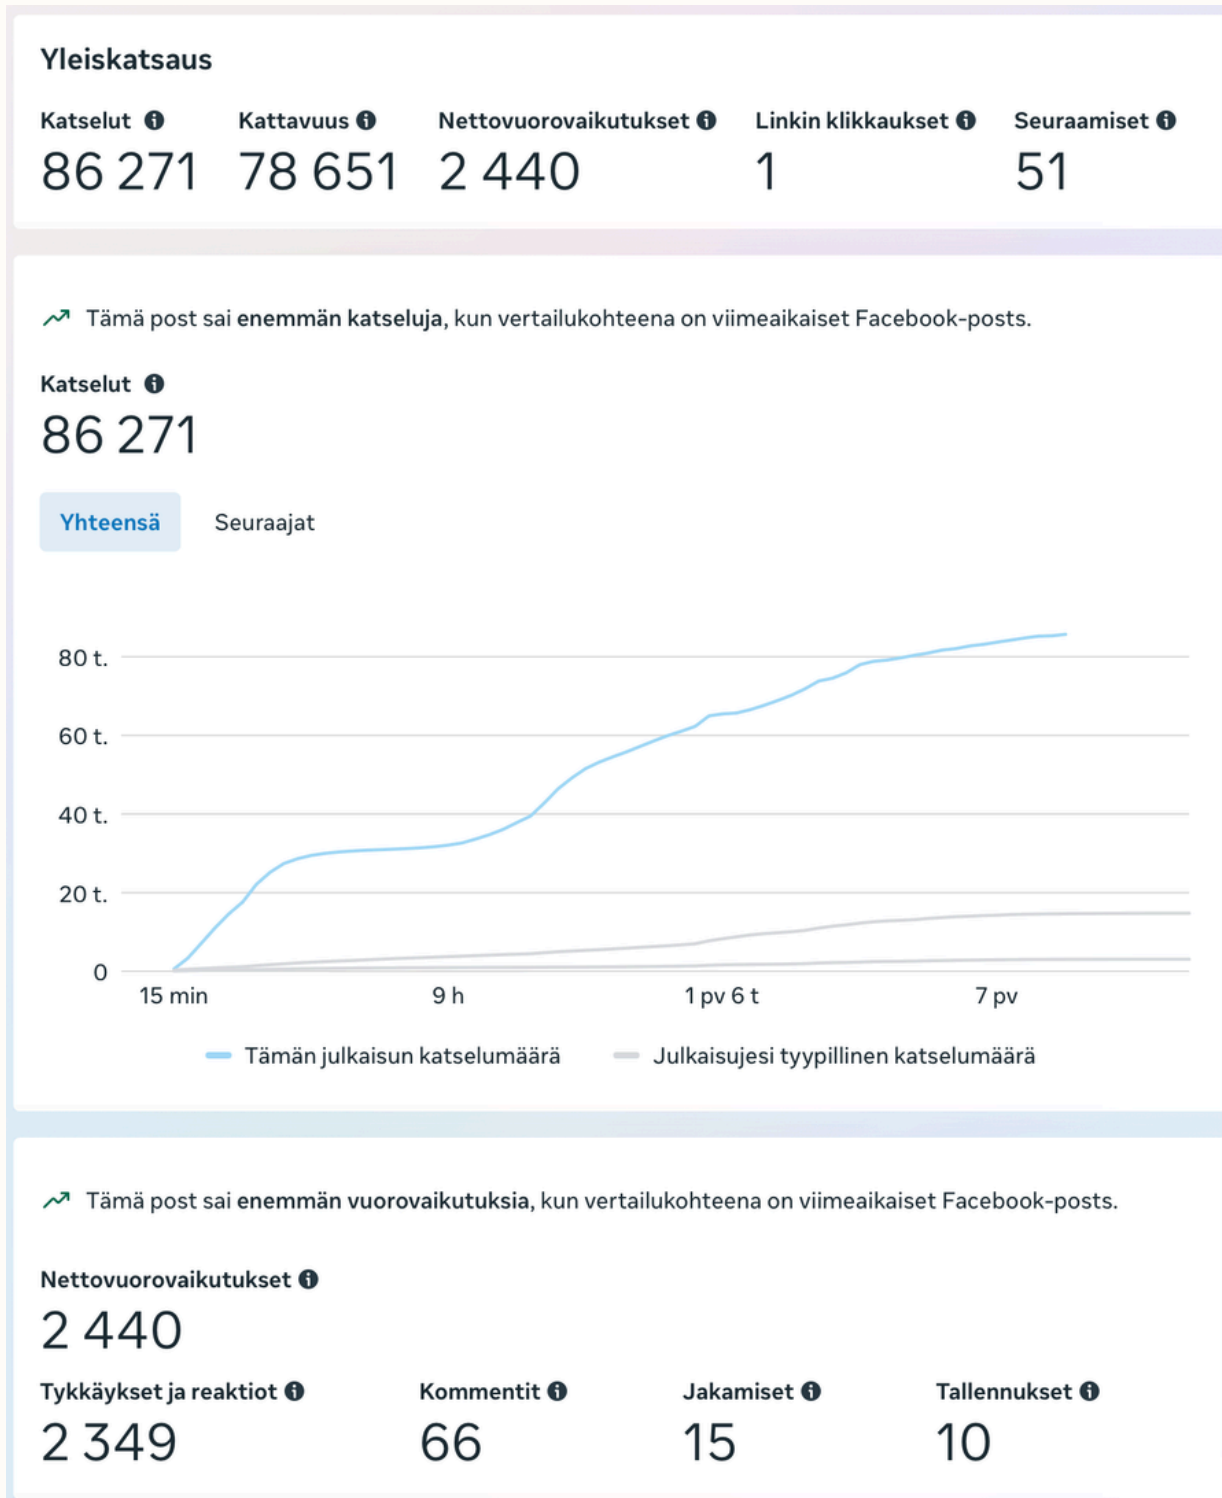 Yleiskatsaus
Katselut Kattavuus Nettovuorovaikutukset Linkin klikkaukset Seuraamiset
86 271 78 651 2 440 1 51
Tämä post sai enemmän katseluja, kun vertailukohteena on viimeaikaiset Facebook-posts.
Katselut
86 271
Yhteensä Seuraajat
80 t.
60 t.
40 t.
20 t.
0
15 min 9 h 1 pv 6 t 7 pv
Tämän julkaisun katselumäärä Julkaisujesi tyypillinen katselumäärä
Tämä post sai enemmän vuorovaikutuksia, kun vertailukohteena on viimeaikaiset Facebook-posts.
Nettovuorovaikutukset
2 440
Tykkäykset ja reaktiot Kommentit Jakamiset Tallennukset
2 349 66 15 10